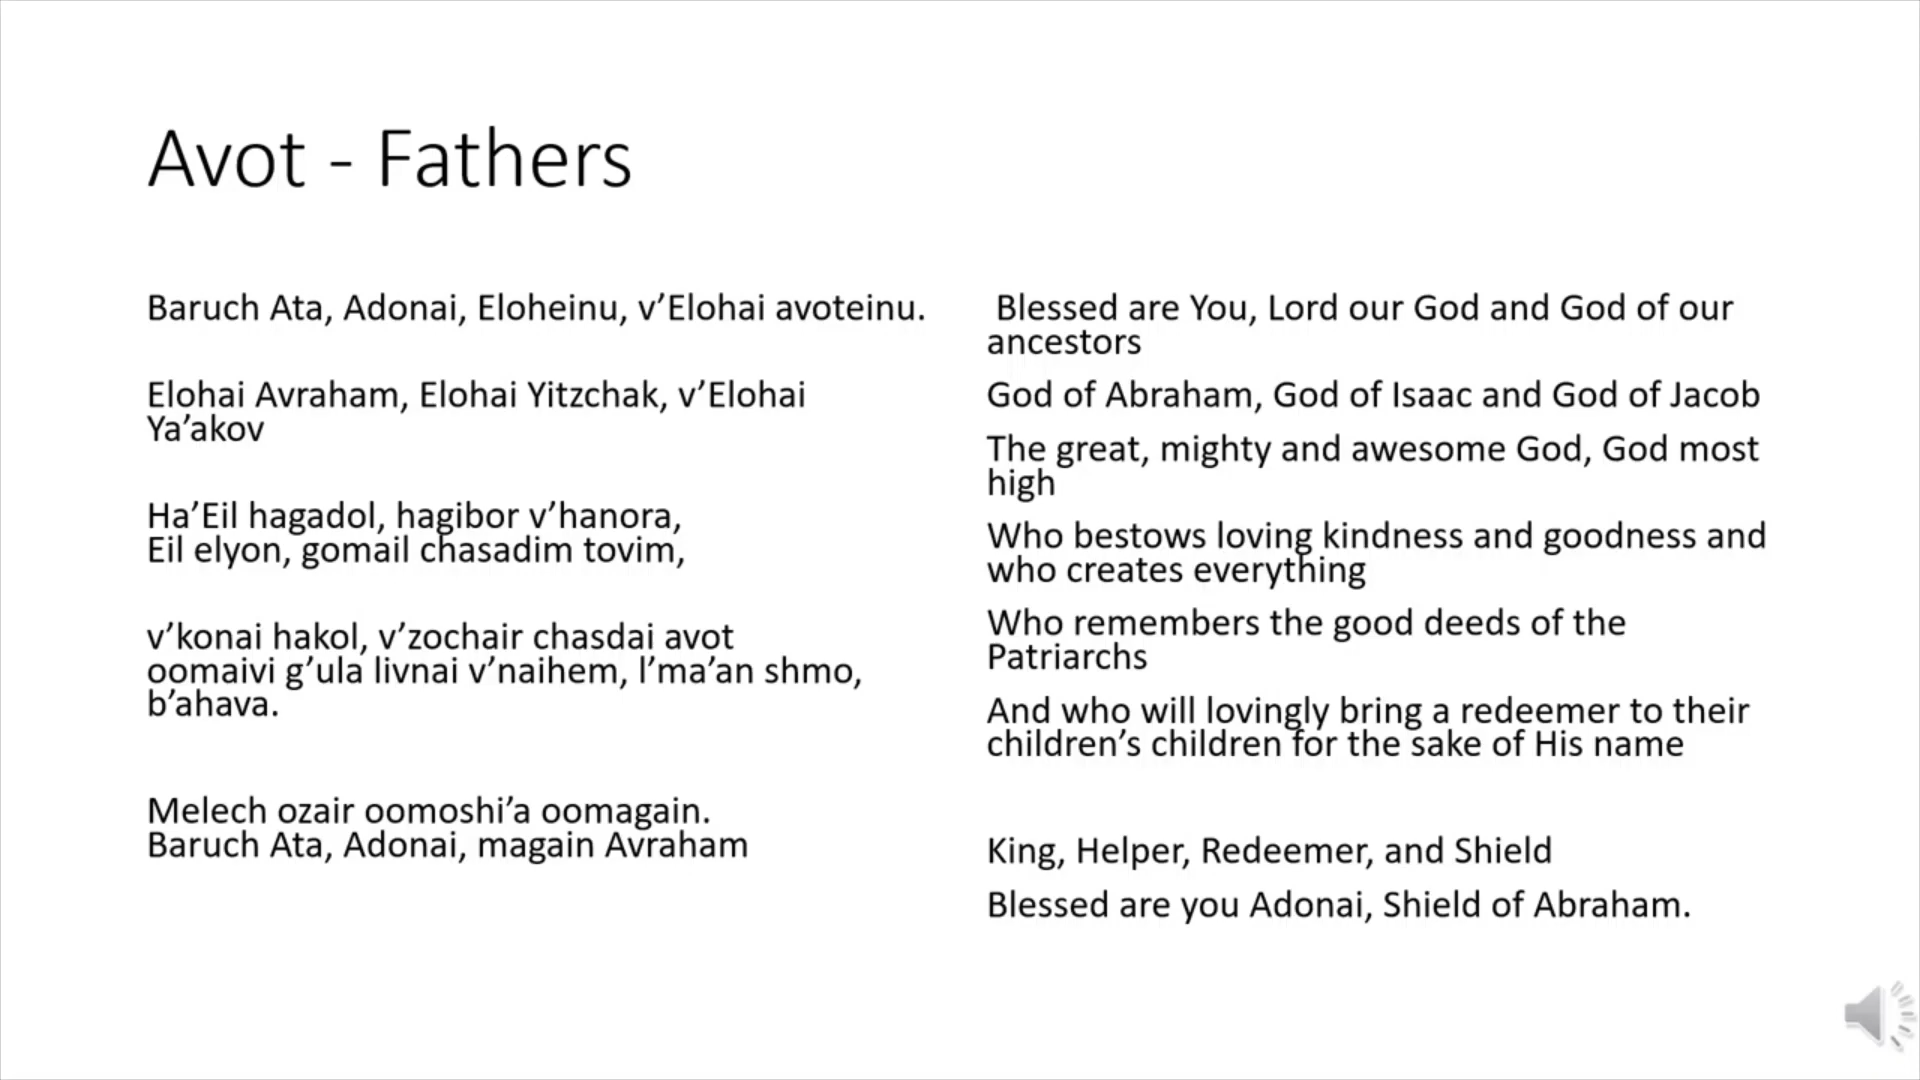 Avot - Fathers
Baruch Ata, Adonai, Eloheinu, v’Elohai avoteinu.
Elohai Avraham, Elohai Yitzchak, v’Elohai
Ya’akov
Ha’Eil hagadol, hagibor v’hanora,
Eil elyon, gomail chasadim tovim,
v’konai hakol, v’zochair chasdai avot
oomaivi g’ula livnai v’naihem, l’ma’an shmo,
b’ahava.
Melech ozair oomoshi’a oomagain.
Baruch Ata, Adonai, magain Avraham
Blessed are You, Lord our God and God of our
ancestors
God of Abraham, God of Isaac and God of Jacob
The great, mighty and awesome God, God most
high
Who bestows loving kindness and goodness and
who creates everything
Who remembers the good deeds of the
Patriarchs
And who will lovingly bring a redeemer to their
children’s children for the sake of His name
King, Helper, Redeemer, and Shield
Blessed are you Adonai, Shield of Abraham.